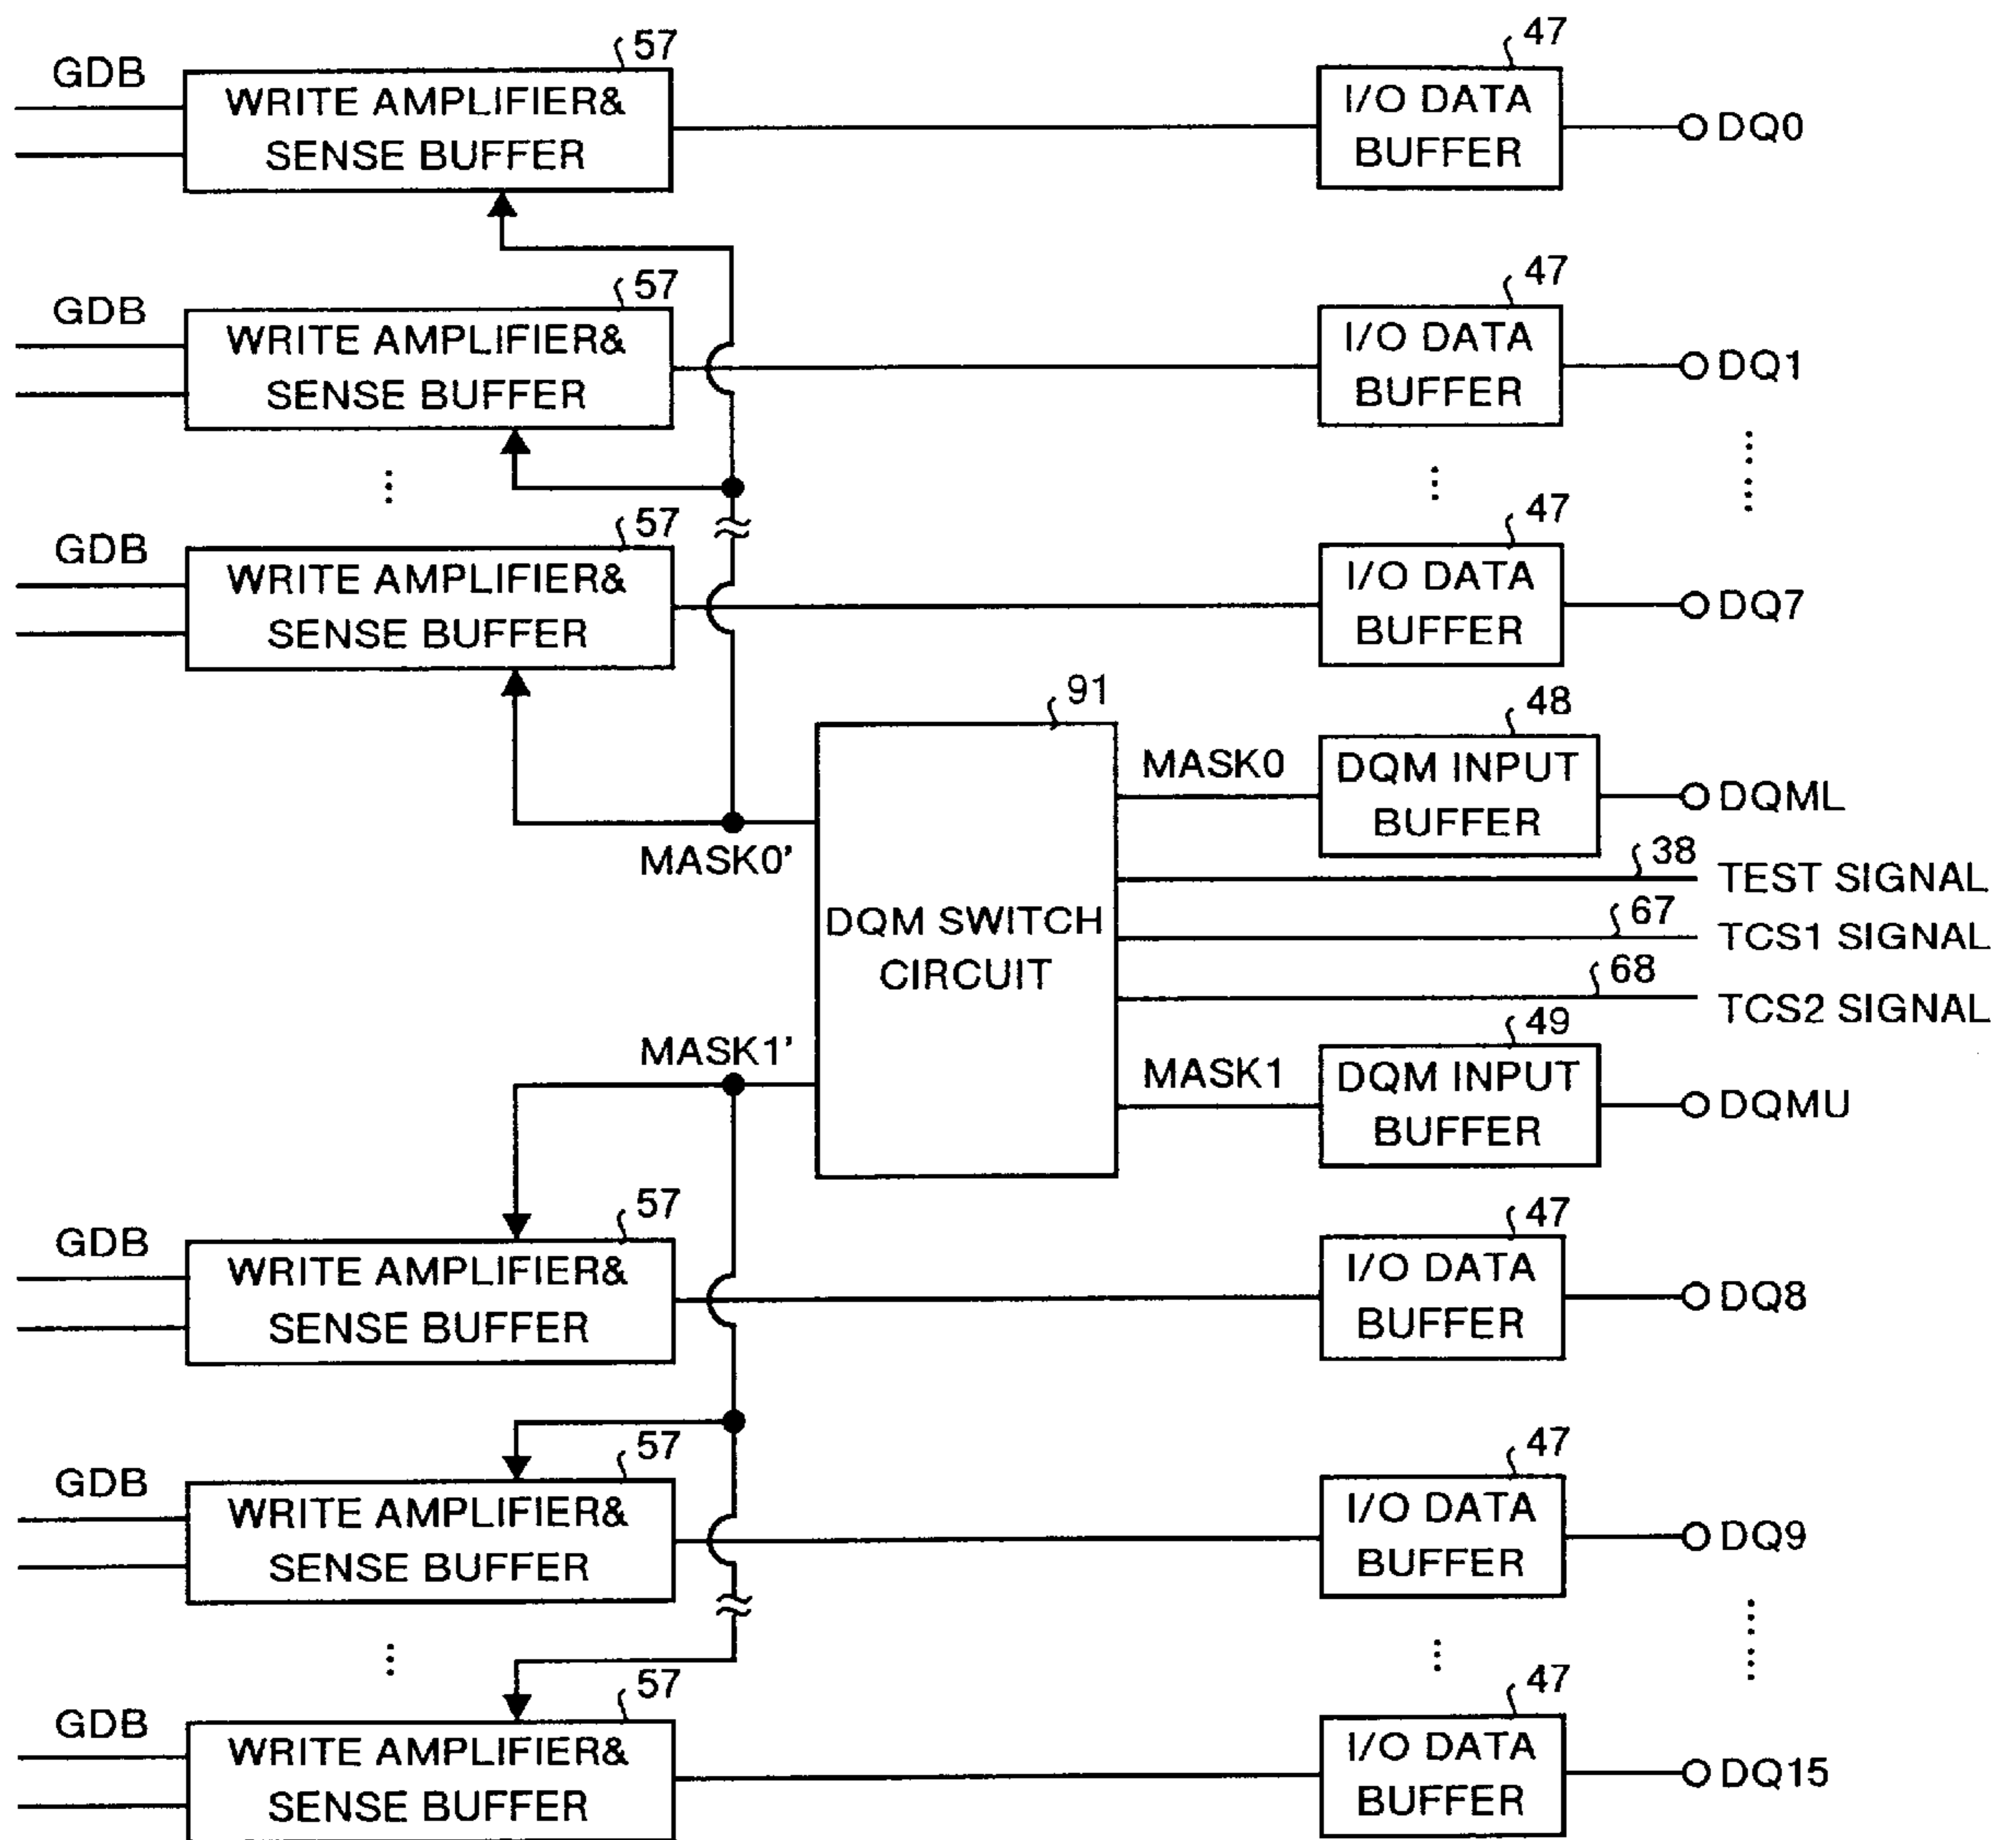 57
47
GDB
WRITE AMPLIFIER&
SENSE BUFFER
I/O DATA
BUFFER
DQ0
57
47
GDB
WRITE AMPLIFIER&
SENSE BUFFER
I/O DATA
BUFFER
DQ1
57
47
GDB
WRITE AMPLIFIER&
SENSE BUFFER
I/O DATA
BUFFER
DQ7
91
48
MASK0
DQM INPUT
BUFFER
DQML
MASK0'
38
TEST SIGNAL
DQM SWITCH
CIRCUIT
67
TCS1 SIGNAL
68
TCS2 SIGNAL
49
MASK1'
MASK1
DQM INPUT
BUFFER
DQMU
57
47
GDB
WRITE AMPLIFIER&
SENSE BUFFER
I/O DATA
BUFFER
DQ8
57
47
GDB
WRITE AMPLIFIER&
SENSE BUFFER
I/O DATA
BUFFER
DQ9
57
47
GDB
WRITE AMPLIFIER&
SENSE BUFFER
I/O DATA
BUFFER
DQ15